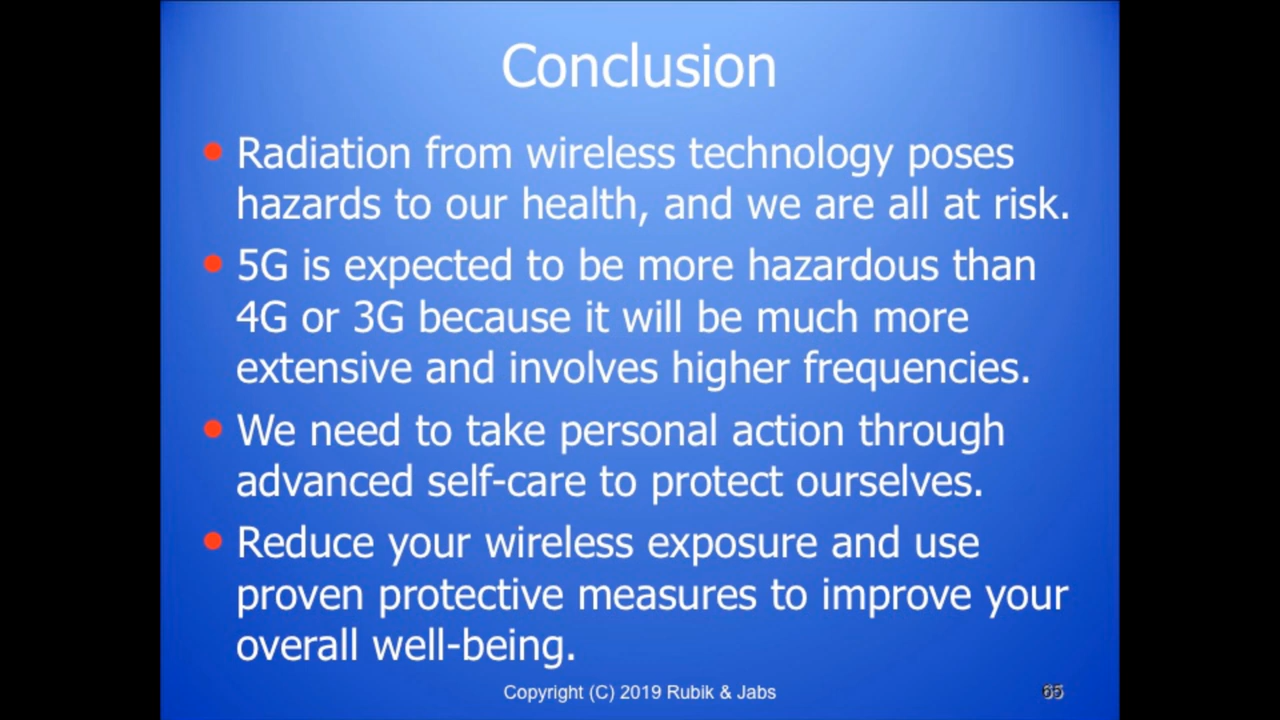 Conclusion
Radiation from wireless technology poses
hazards to our health, and we are all at risk.
5G is expected to be more hazardous than
4G or 3G because it will be much more
extensive and involves higher frequencies.
We need to take personal action through
advanced self-care to protect ourselves.
Reduce your wireless exposure and use
proven protective measures to improve your
overall well-being.
Copyright (C) 2019 Rubik & Jabs
65